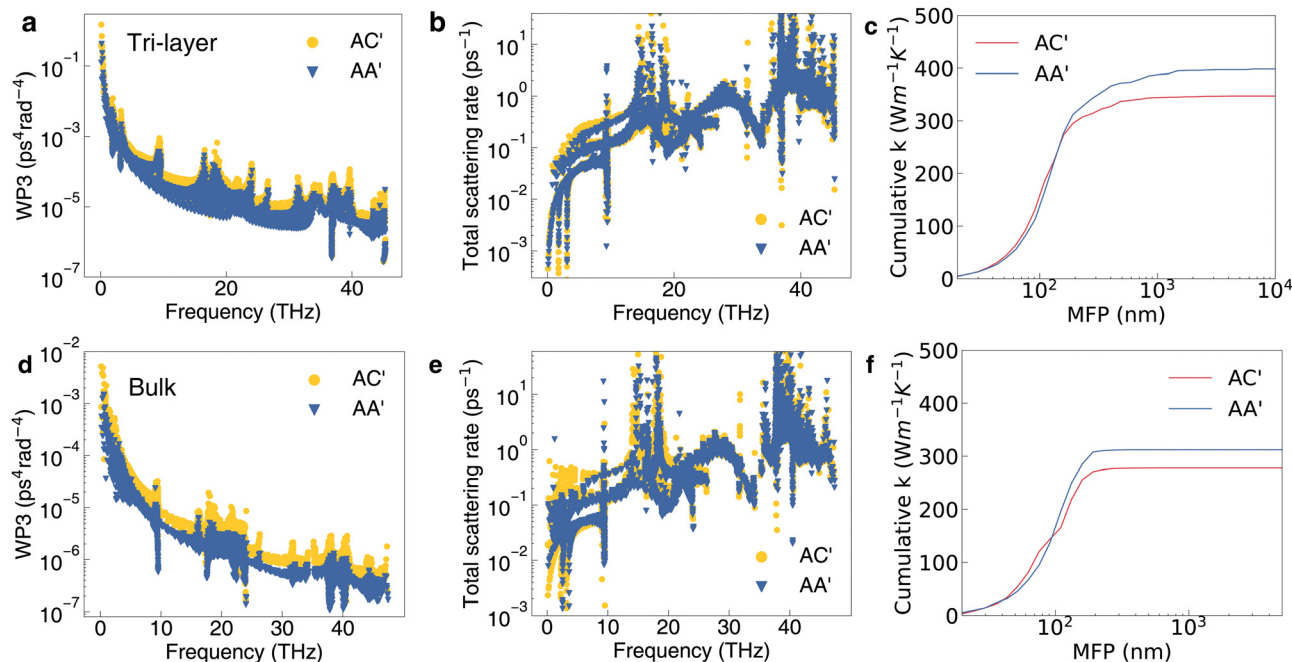 a
Tri-layer
AC'
AA'
WP3 (ps⁴rad⁻⁴)
10⁻¹
10⁻³
10⁻⁵
10⁻⁷
0 20 40
Frequency (THz)
b
Total scattering rate (ps⁻¹)
10¹
10⁰
10⁻¹
10⁻²
10⁻³
AC'
AA'
0 10 20 30 40
Frequency (THz)
c
AC'
AA'
Cumulative k (Wm⁻¹K⁻¹)
500
400
300
200
100
0
10² 10³ 10⁴
MFP (nm)
d
Bulk
AC'
AA'
WP3 (ps⁴rad⁻⁴)
10⁻²
10⁻³
10⁻⁴
10⁻⁵
10⁻⁶
10⁻⁷
0 10 20 30 40
Frequency (THz)
e
Total scattering rate (ps⁻¹)
10¹
10⁰
10⁻¹
10⁻²
10⁻³
AC'
AA'
0 10 20 30 40
Frequency (THz)
f
AC'
AA'
Cumulative k (Wm⁻¹K⁻¹)
500
400
300
200
100
0
10² 10³
MFP (nm)